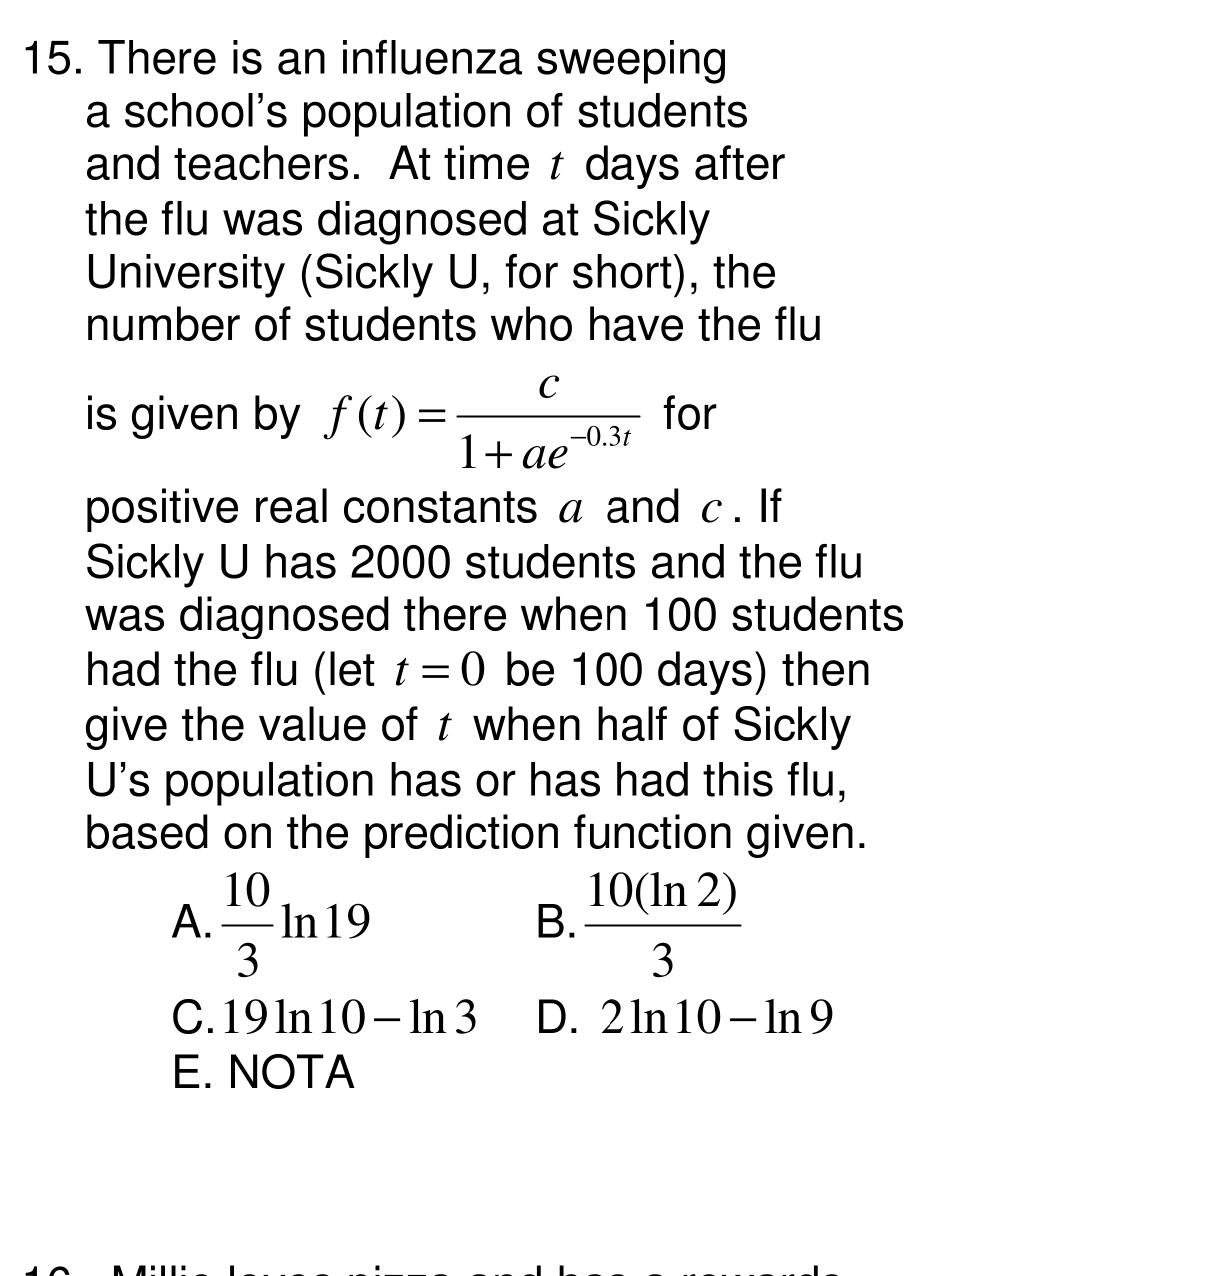 15. There is an influenza sweeping
a school’s population of students
and teachers.  At time t days after
the flu was diagnosed at Sickly
University (Sickly U, for short), the
number of students who have the flu
is given by f(t) = c / (1 + ae^(−0.3t)) for
positive real constants a and c. If
Sickly U has 2000 students and the flu
was diagnosed there when 100 students
had the flu (let t = 0 be 100 days) then
give the value of t when half of Sickly
U’s population has or has had this flu,
based on the prediction function given.
A. 10/3 ln 19 B. 10(ln 2)/3
C. 19 ln 10 − ln 3 D. 2 ln 10 − ln 9
E. NOTA